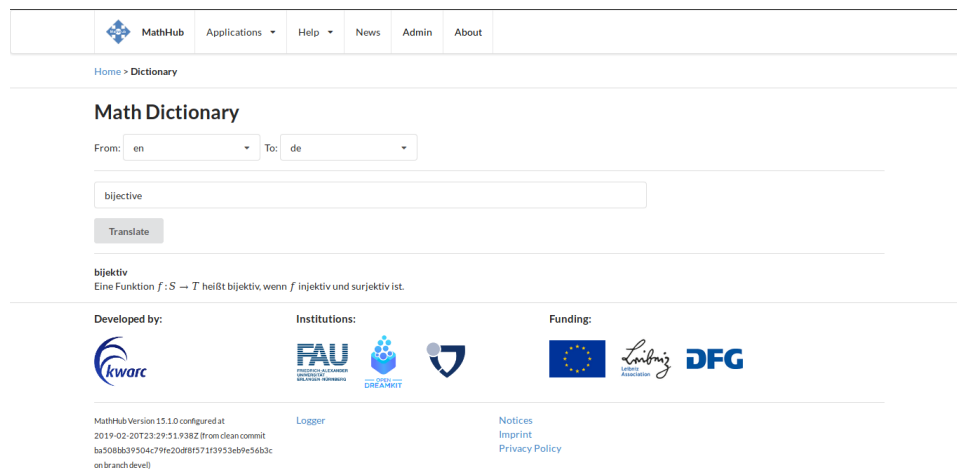 MathHub Applications Help News Admin About
Home > Dictionary
Math Dictionary
From: en To: de
bijective
Translate
bijektiv
Eine Funktion f : S → T heißt bijektiv, wenn f injektiv und surjektiv ist.
Developed by: Institutions: Funding:
kwarc
FAU
FRIEDRICH-ALEXANDER
UNIVERSITÄT
ERLANGEN-NÜRNBERG
OPEN
DREAMKIT
Leibniz
Leibniz
Association
DFG
MathHub Version 15.1.0 configured at
2019-02-20T23:29:51.938Z (from clean commit
ba508bb39504c79fe20df8f571f3953eb9e56b3c
on branch devel)
Logger
Notices
Imprint
Privacy Policy